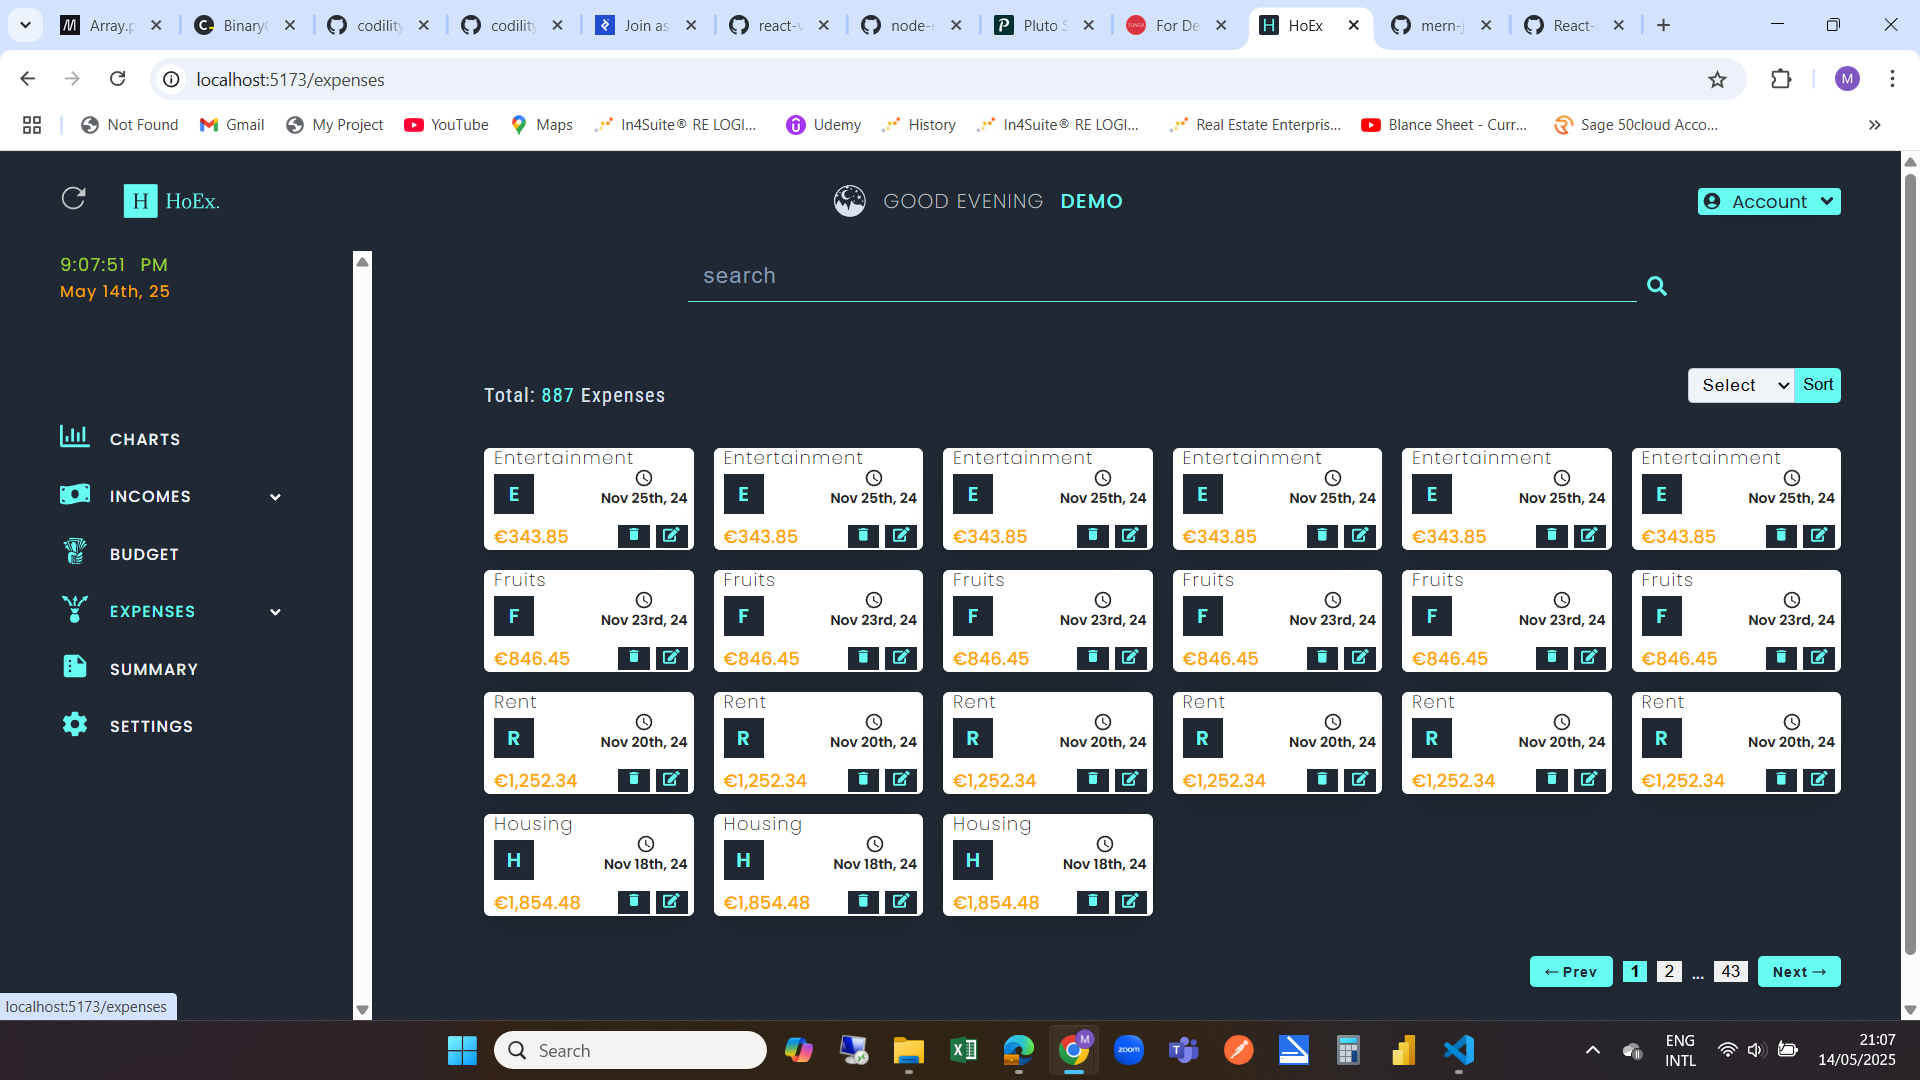 Array.p
BinaryG
codility
codility
Join as
react-v
node-e
Pluto S
For De
HoEx
mern-j
React-
localhost:5173/expenses
M
Not Found
Gmail
My Project
YouTube
Maps
In4Suite® RE LOGI...
Udemy
History
In4Suite® RE LOGI...
Real Estate Enterpris...
Blance Sheet - Curr...
Sage 50cloud Acco...
H HoEx.
GOOD EVENING DEMO
Account
9:07:51 PM
May 14th, 25
search
Total: 887 Expenses
Select Sort
CHARTS
INCOMES
BUDGET
EXPENSES
SUMMARY
SETTINGS
Entertainment Entertainment Entertainment Entertainment Entertainment Entertainment
E E E E E E
Nov 25th, 24 Nov 25th, 24 Nov 25th, 24 Nov 25th, 24 Nov 25th, 24 Nov 25th, 24
€343.85 €343.85 €343.85 €343.85 €343.85 €343.85
Fruits Fruits Fruits Fruits Fruits Fruits
F F F F F F
Nov 23rd, 24 Nov 23rd, 24 Nov 23rd, 24 Nov 23rd, 24 Nov 23rd, 24 Nov 23rd, 24
€846.45 €846.45 €846.45 €846.45 €846.45 €846.45
Rent Rent Rent Rent Rent Rent
R R R R R R
Nov 20th, 24 Nov 20th, 24 Nov 20th, 24 Nov 20th, 24 Nov 20th, 24 Nov 20th, 24
€1,252.34 €1,252.34 €1,252.34 €1,252.34 €1,252.34 €1,252.34
Housing Housing Housing
H H H
Nov 18th, 24 Nov 18th, 24 Nov 18th, 24
€1,854.48 €1,854.48 €1,854.48
← Prev 1 2 ... 43 Next →
localhost:5173/expenses
Search
M
zoom
ENG
INTL
21:07
14/05/2025